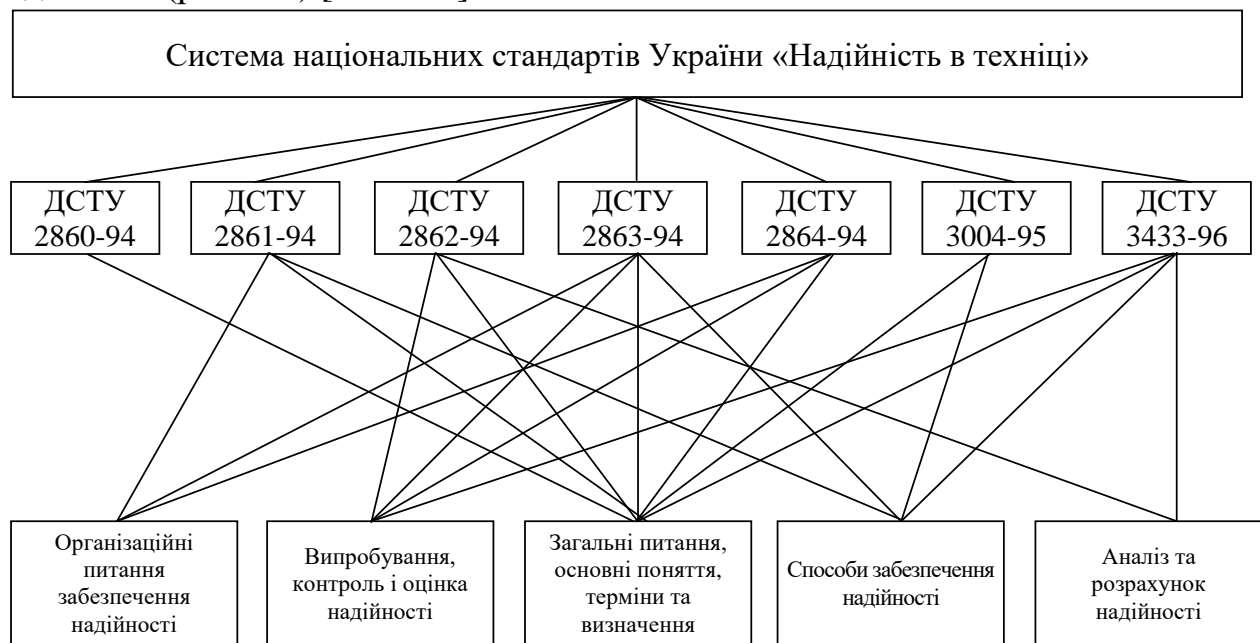 Система національних стандартів України «Надійність в техніці»
ДСТУ
2860-94
ДСТУ
2861-94
ДСТУ
2862-94
ДСТУ
2863-94
ДСТУ
2864-94
ДСТУ
3004-95
ДСТУ
3433-96
Організаційні
питання
забезпечення
надійності
Випробування,
контроль і оцінка
надійності
Загальні питання,
основні поняття,
терміни та
визначення
Способи забезпечення
надійності
Аналіз та
розрахунок
надійності